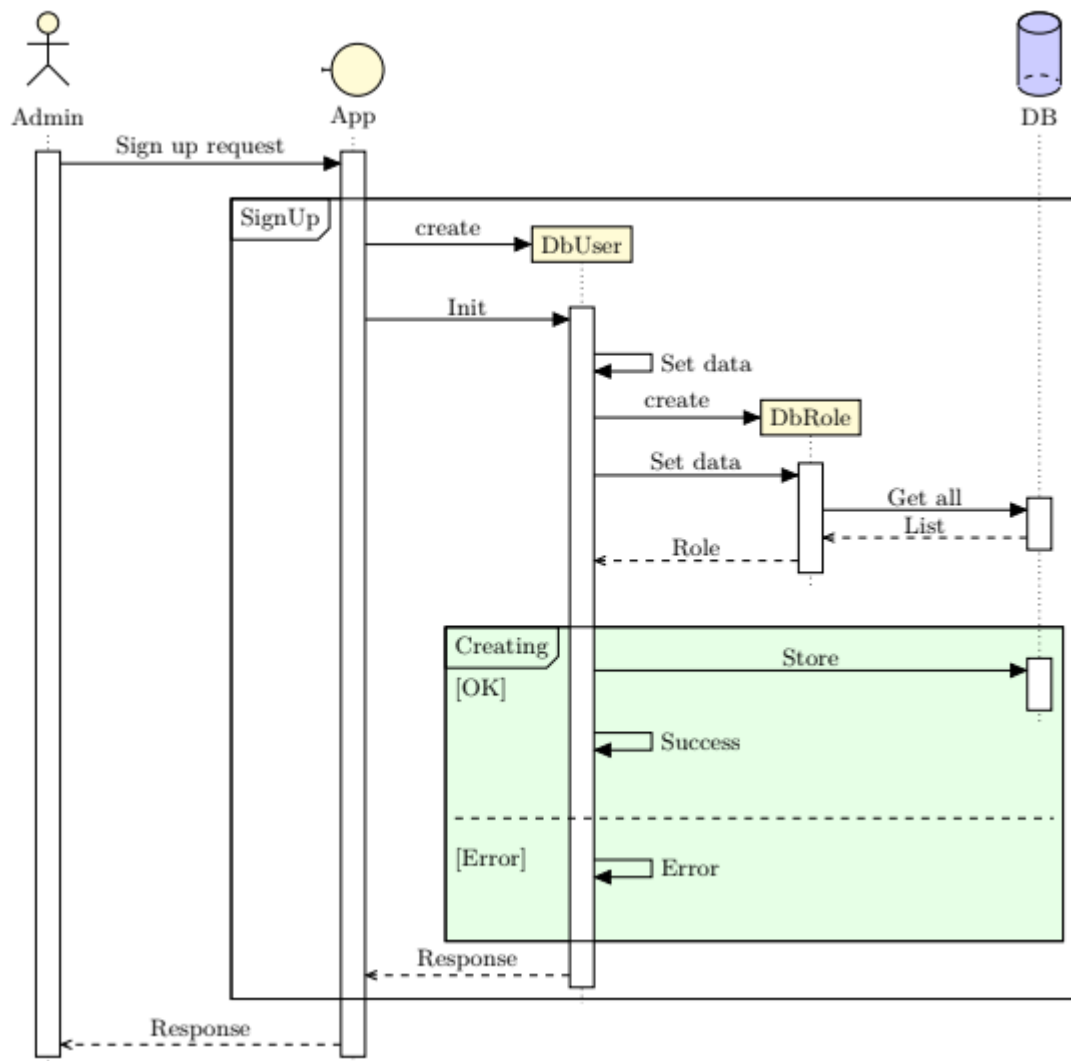 Admin
App
DB
Sign up request
SignUp
create
DbUser
Init
Set data
create
DbRole
Set data
Get all
List
Role
Creating
Store
[OK]
Success
[Error]
Error
Response
Response